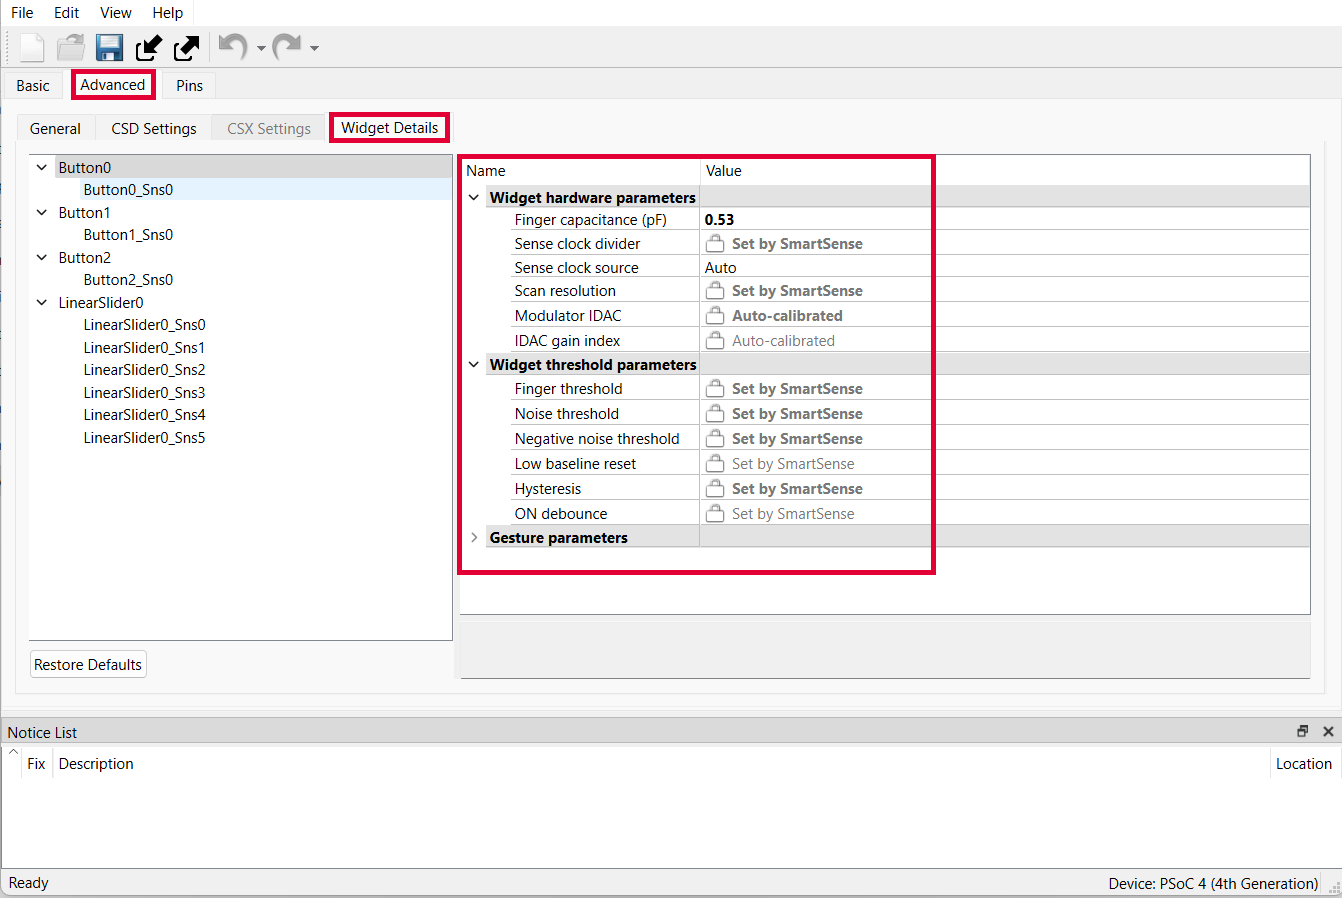 File Edit View Help
Basic Advanced Pins
General CSD Settings CSX Settings Widget Details
Button0
Button0_Sns0
Button1
Button1_Sns0
Button2
Button2_Sns0
LinearSlider0
LinearSlider0_Sns0
LinearSlider0_Sns1
LinearSlider0_Sns2
LinearSlider0_Sns3
LinearSlider0_Sns4
LinearSlider0_Sns5
Restore Defaults
Name Value
Widget hardware parameters
Finger capacitance (pF) 0.53
Sense clock divider Set by SmartSense
Sense clock source Auto
Scan resolution Set by SmartSense
Modulator IDAC Auto-calibrated
IDAC gain index Auto-calibrated
Widget threshold parameters
Finger threshold Set by SmartSense
Noise threshold Set by SmartSense
Negative noise threshold Set by SmartSense
Low baseline reset Set by SmartSense
Hysteresis Set by SmartSense
ON debounce Set by SmartSense
Gesture parameters
Notice List
Fix Description Location
Ready Device: PSoC 4 (4th Generation)